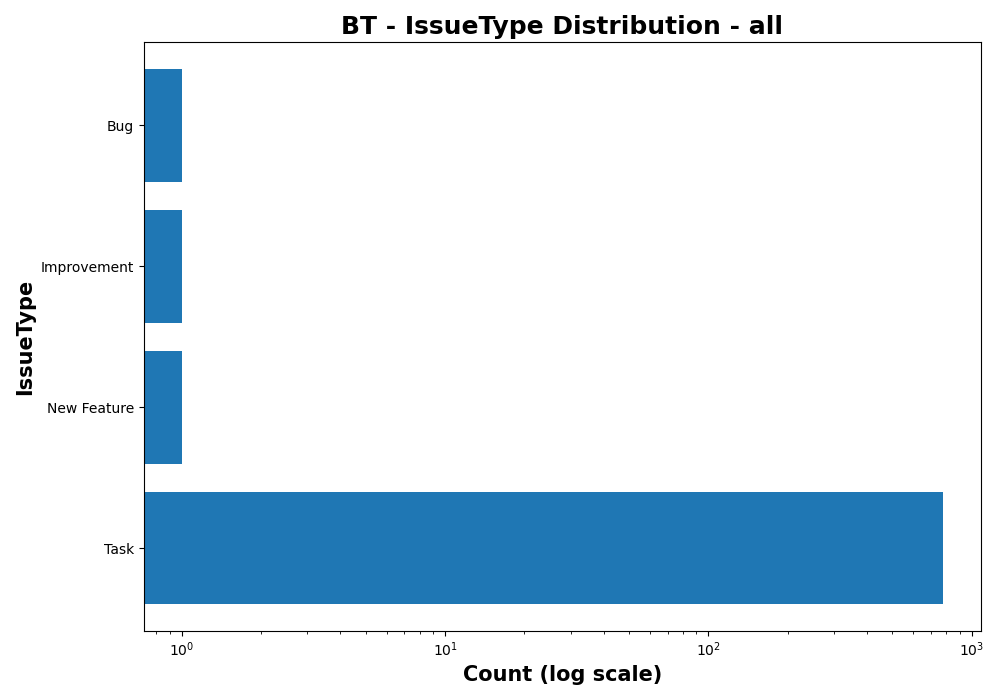 BT - IssueType Distribution - all
IssueType
Bug
Improvement
New Feature
Task
10⁰
10¹
10²
10³
Count (log scale)